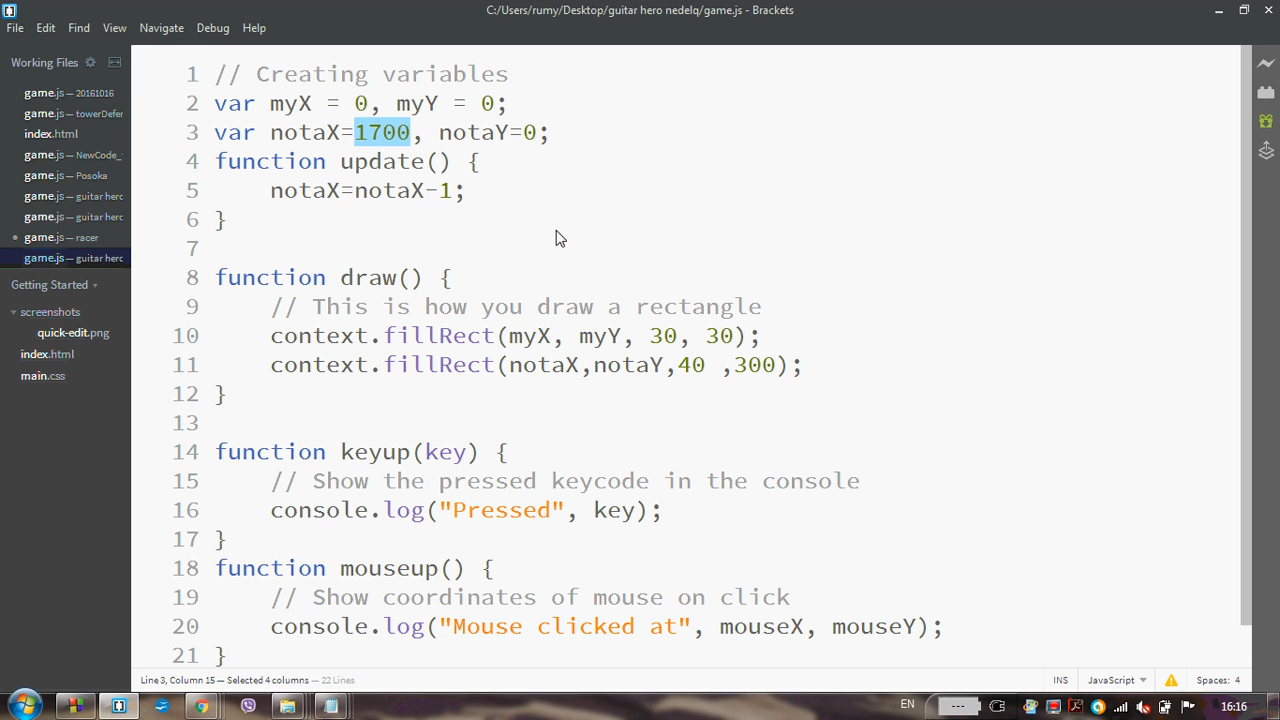 C:/Users/rumy/Desktop/guitar hero nedelq/game.js - Brackets
File Edit Find View Navigate Debug Help
Working Files
game.js — 20161016
game.js — towerDefer
index.html
game.js — NewCode_
game.js — Posoka
game.js — guitar hero
game.js — guitar hero
game.js — racer
game.js — guitar hero
Getting Started
screenshots
quick-edit.png
index.html
main.css
1 // Creating variables
2 var myX = 0, myY = 0;
3 var notaX=1700, notaY=0;
4 function update() {
5     notaX=notaX-1;
6 }
7
8 function draw() {
9     // This is how you draw a rectangle
10     context.fillRect(myX, myY, 30, 30);
11     context.fillRect(notaX,notaY,40 ,300);
12 }
13
14 function keyup(key) {
15     // Show the pressed keycode in the console
16     console.log("Pressed", key);
17 }
18 function mouseup() {
19     // Show coordinates of mouse on click
20     console.log("Mouse clicked at", mouseX, mouseY);
21 }
Line 3, Column 15 — Selected 4 columns — 22 Lines
INS JavaScript Spaces: 4
EN --- 16:16